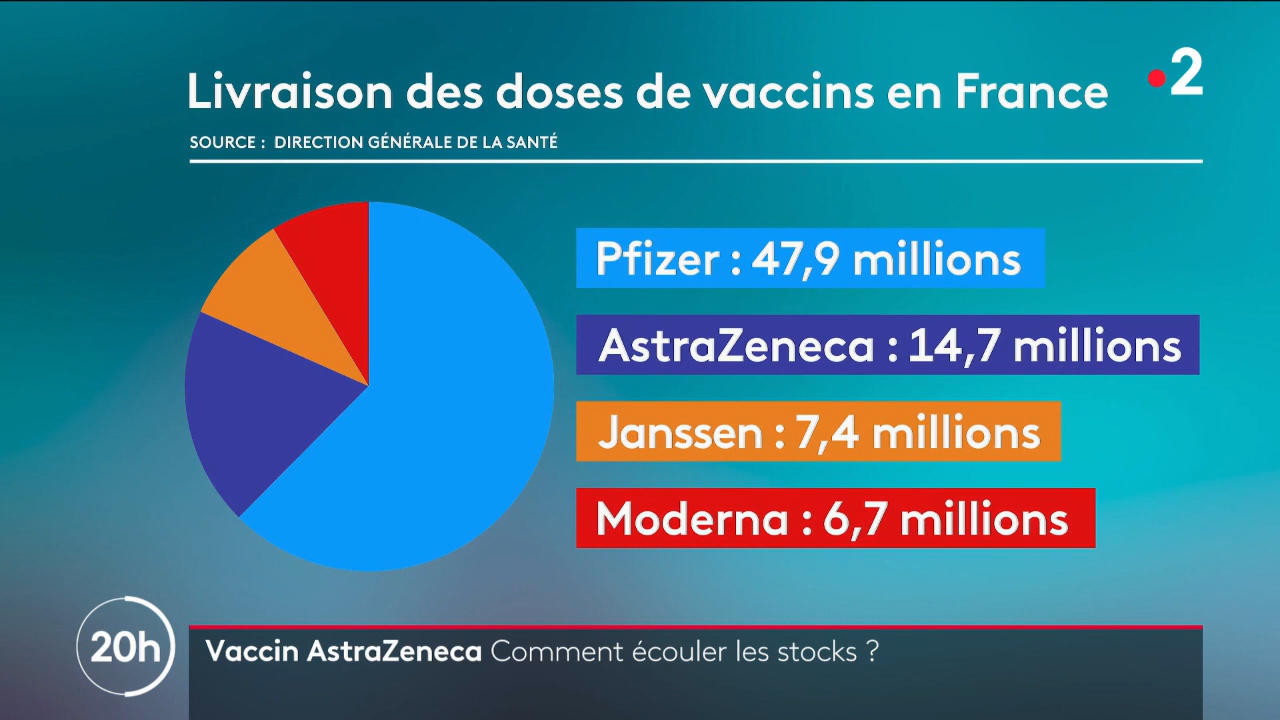 Livraison des doses de vaccins en France
2
SOURCE : DIRECTION GÉNÉRALE DE LA SANTÉ
Pfizer : 47,9 millions
AstraZeneca : 14,7 millions
Janssen : 7,4 millions
Moderna : 6,7 millions
20h
Vaccin AstraZeneca Comment écouler les stocks ?